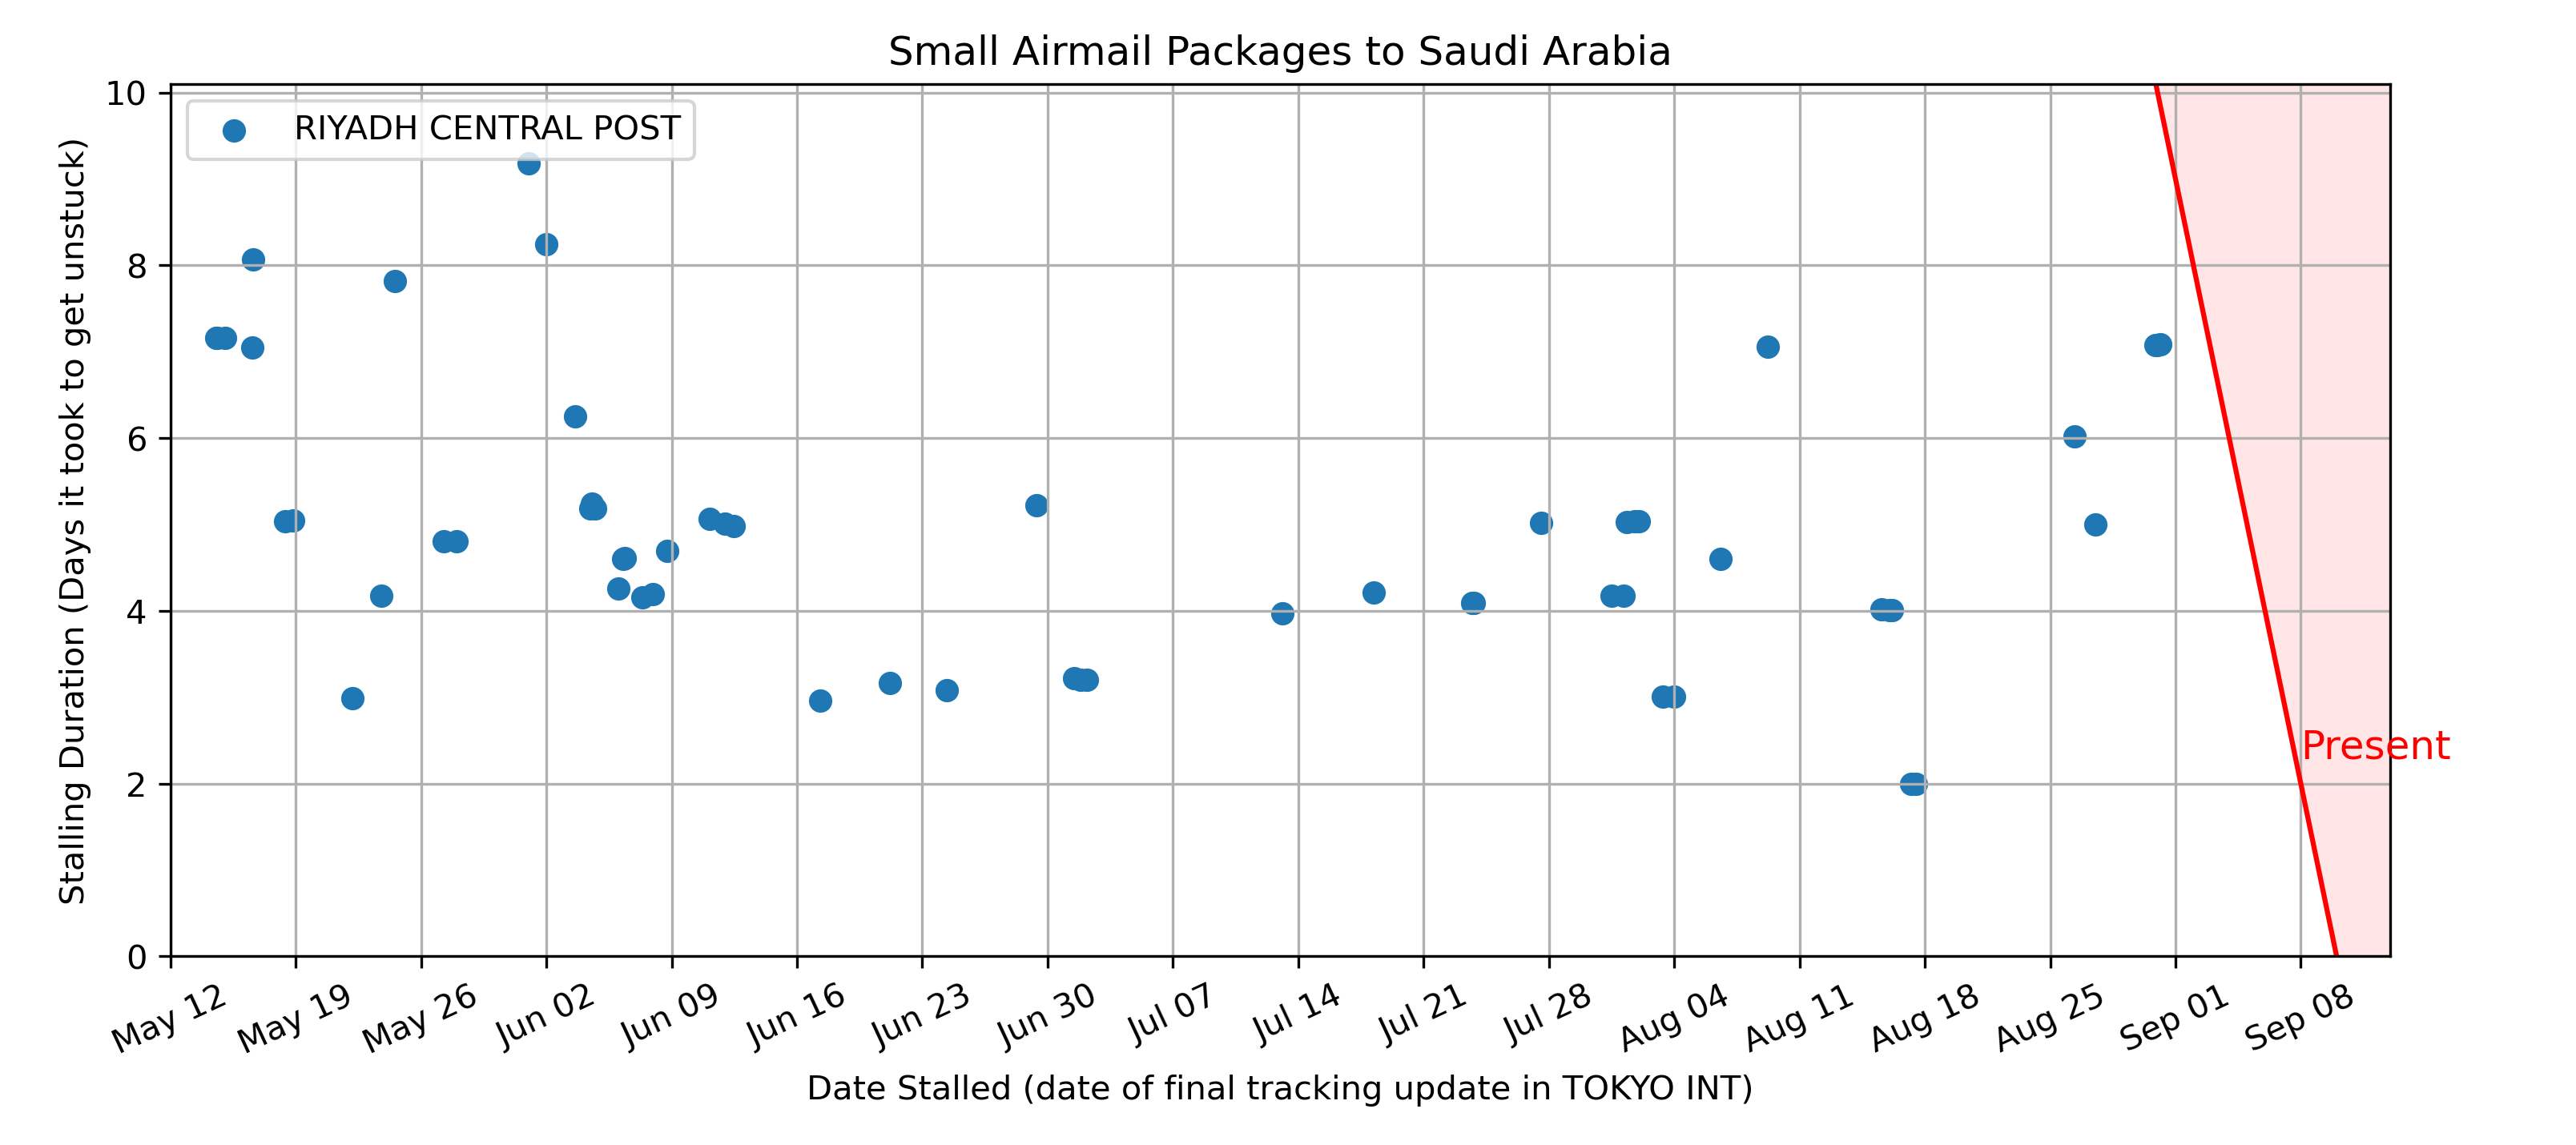 Small Airmail Packages to Saudi Arabia
RIYADH CENTRAL POST
Stalling Duration (Days it took to get unstuck)
10
8
6
4
2
0
Present
May 12
May 19
May 26
Jun 02
Jun 09
Jun 16
Jun 23
Jun 30
Jul 07
Jul 14
Jul 21
Jul 28
Aug 04
Aug 11
Aug 18
Aug 25
Sep 01
Sep 08
Date Stalled (date of final tracking update in TOKYO INT)